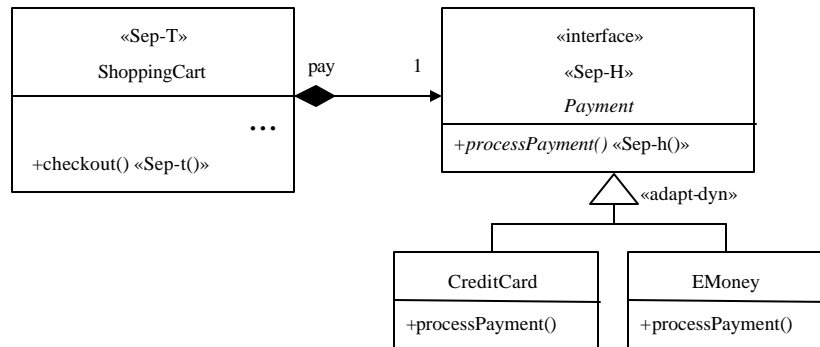 «Sep-T»
ShoppingCart
...
+checkout() «Sep-t()»
pay
1
«interface»
«Sep-H»
Payment
+processPayment() «Sep-h()»
«adapt-dyn»
CreditCard
+processPayment()
EMoney
+processPayment()